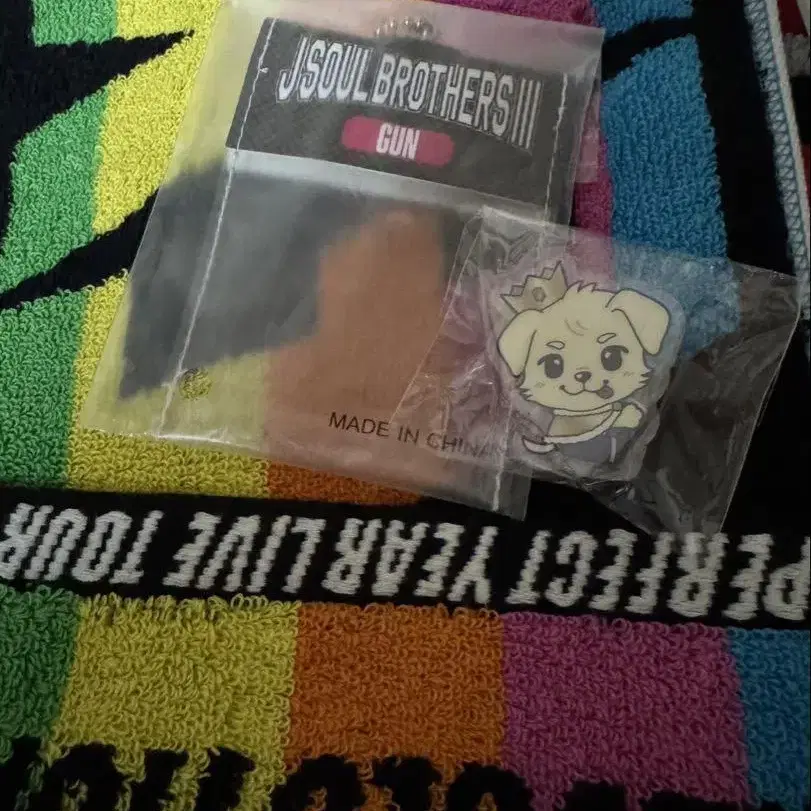 J SOUL BROTHERS III
GUN
MADE IN CHINA
PERFECT YEAR LIVE TOUR